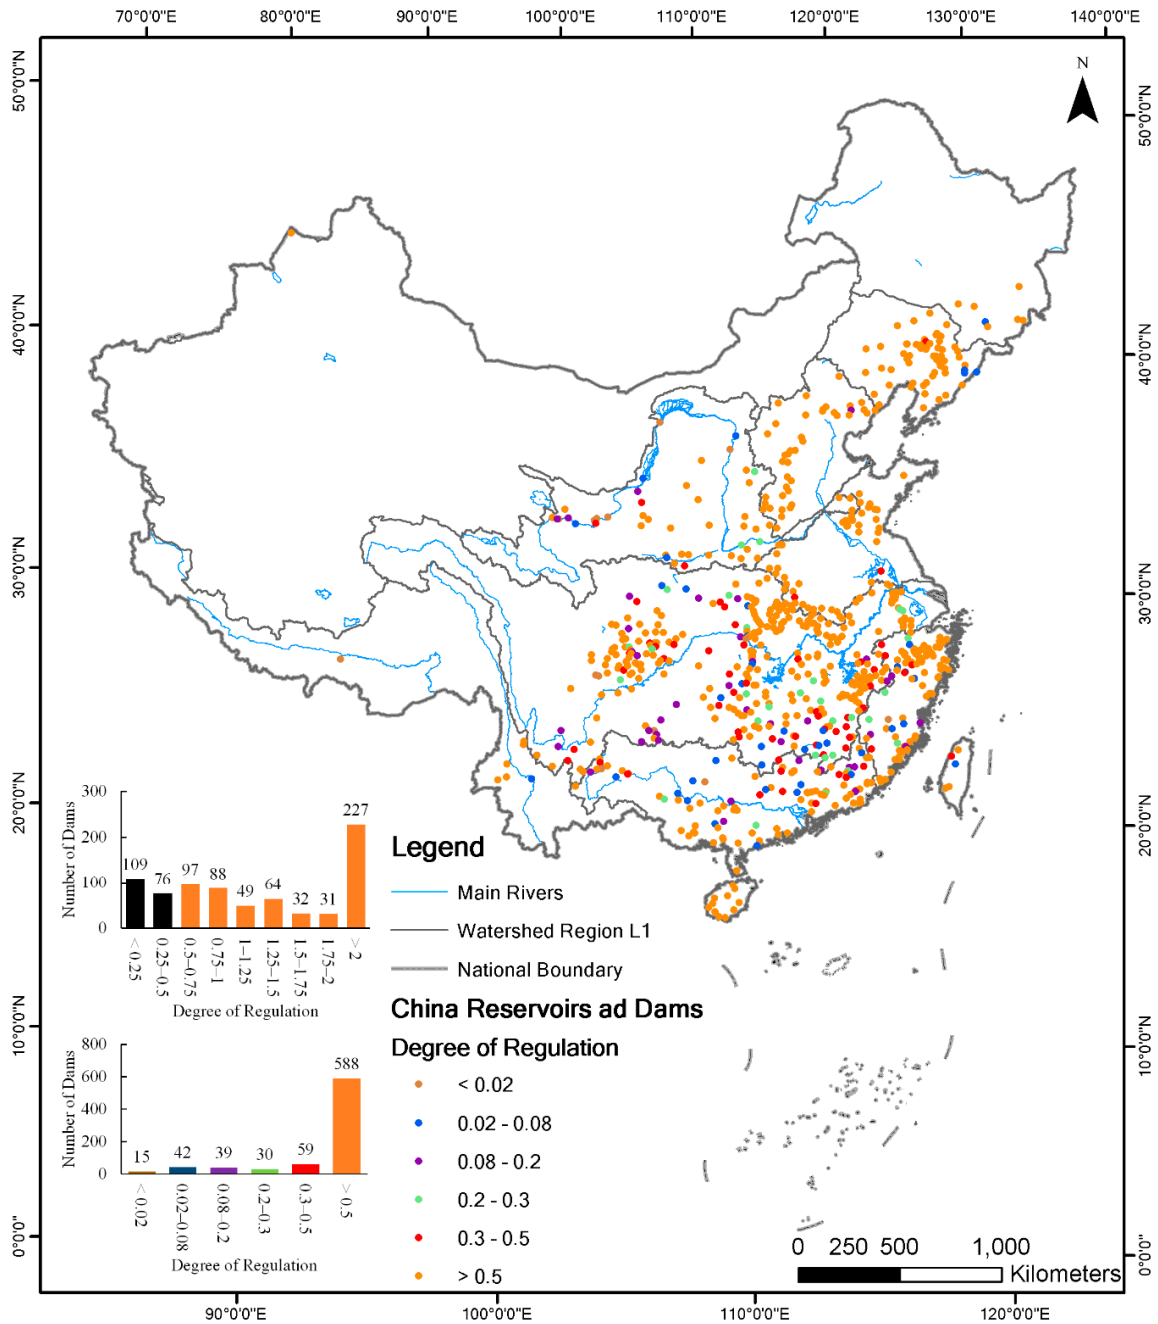 70°0'0"E 80°0'0"E 90°0'0"E 100°0'0"E 110°0'0"E 120°0'0"E 130°0'0"E 140°0'0"E
50°0'0"N
40°0'0"N
30°0'0"N
20°0'0"N
10°0'0"N
0°0'0"
N
50°0'0"N
40°0'0"N
30°0'0"N
20°0'0"N
10°0'0"N
0°0'0"
Number of Dams
300
200
100
0
109 76 97 88 49 64 32 31 227
< 0.25 0.25–0.5 0.5–0.75 0.75–1 1–1.25 1.25–1.5 1.5–1.75 1.75–2 > 2
Degree of Regulation
Number of Dams
800
600
400
200
0
15 42 39 30 59 588
< 0.02 0.02–0.08 0.08–0.2 0.2–0.3 0.3–0.5 > 0.5
Degree of Regulation
Legend
Main Rivers
Watershed Region L1
National Boundary
China Reservoirs ad Dams
Degree of Regulation
< 0.02
0.02 - 0.08
0.08 - 0.2
0.2 - 0.3
0.3 - 0.5
> 0.5
0 250 500 1,000
Kilometers
90°0'0"E 100°0'0"E 110°0'0"E 120°0'0"E